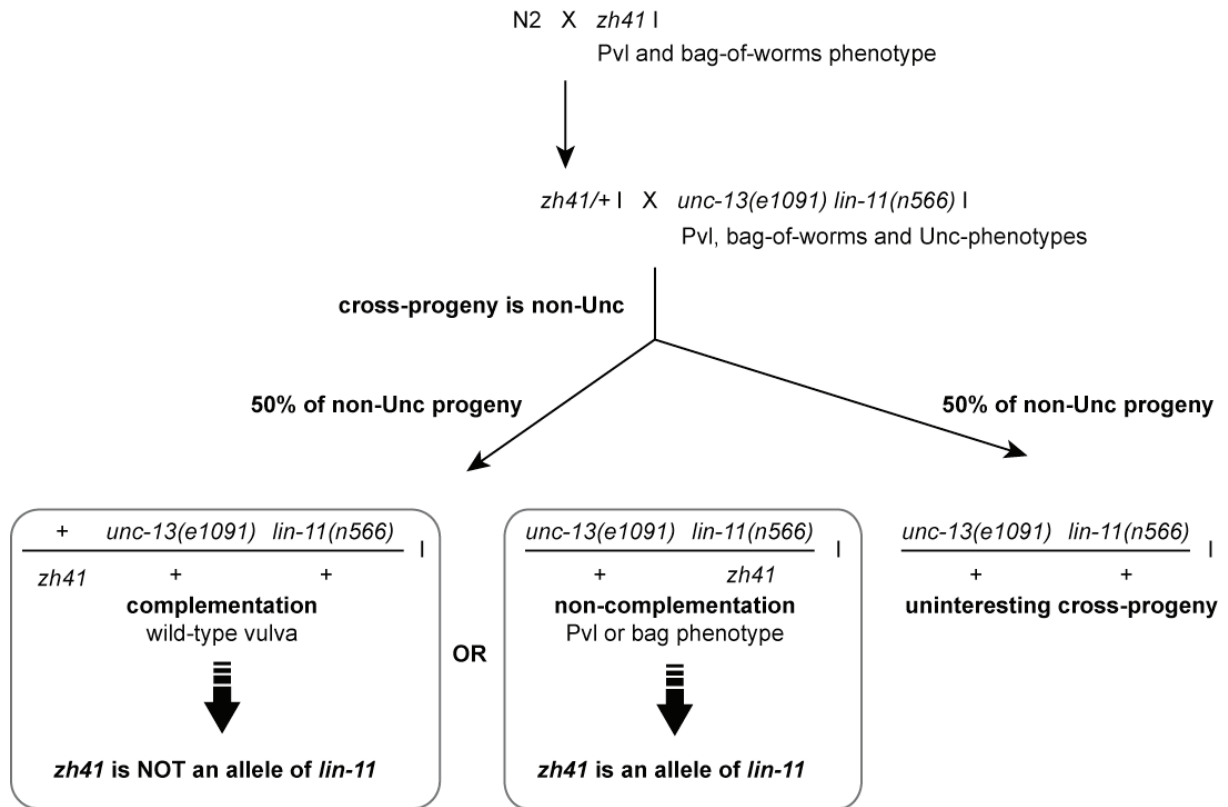 N2 X zh41 I
Pvl and bag-of-worms phenotype
zh41/+ I X unc-13(e1091) lin-11(n566) I
Pvl, bag-of-worms and Unc-phenotypes
cross-progeny is non-Unc
50% of non-Unc progeny
50% of non-Unc progeny
+ unc-13(e1091) lin-11(n566) I
zh41 + +
complementation
wild-type vulva
zh41 is NOT an allele of lin-11
OR
unc-13(e1091) lin-11(n566) I
+ zh41
non-complementation
Pvl or bag phenotype
zh41 is an allele of lin-11
unc-13(e1091) lin-11(n566) I
+ +
uninteresting cross-progeny